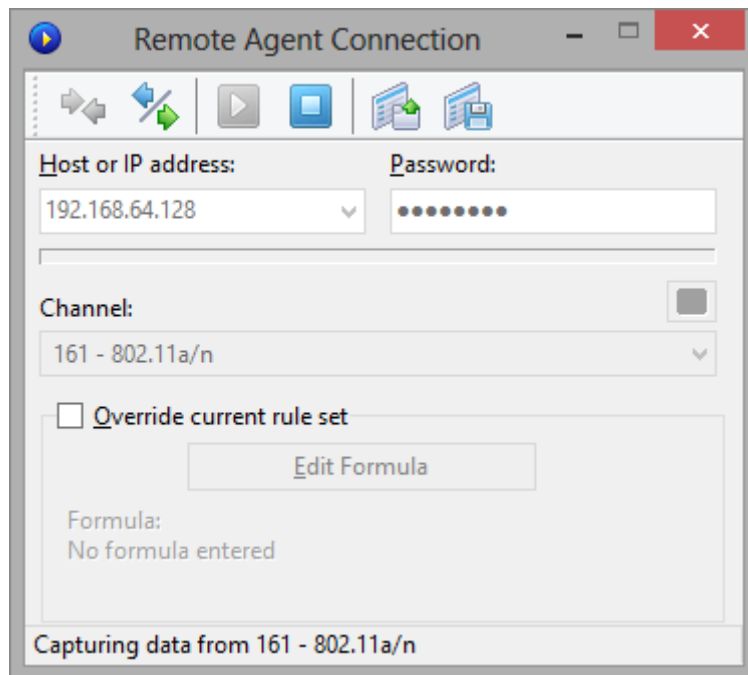 Remote Agent Connection
Host or IP address: Password:
192.168.64.128 ••••••••
Channel:
161 - 802.11a/n
Override current rule set
Edit Formula
Formula:
No formula entered
Capturing data from 161 - 802.11a/n